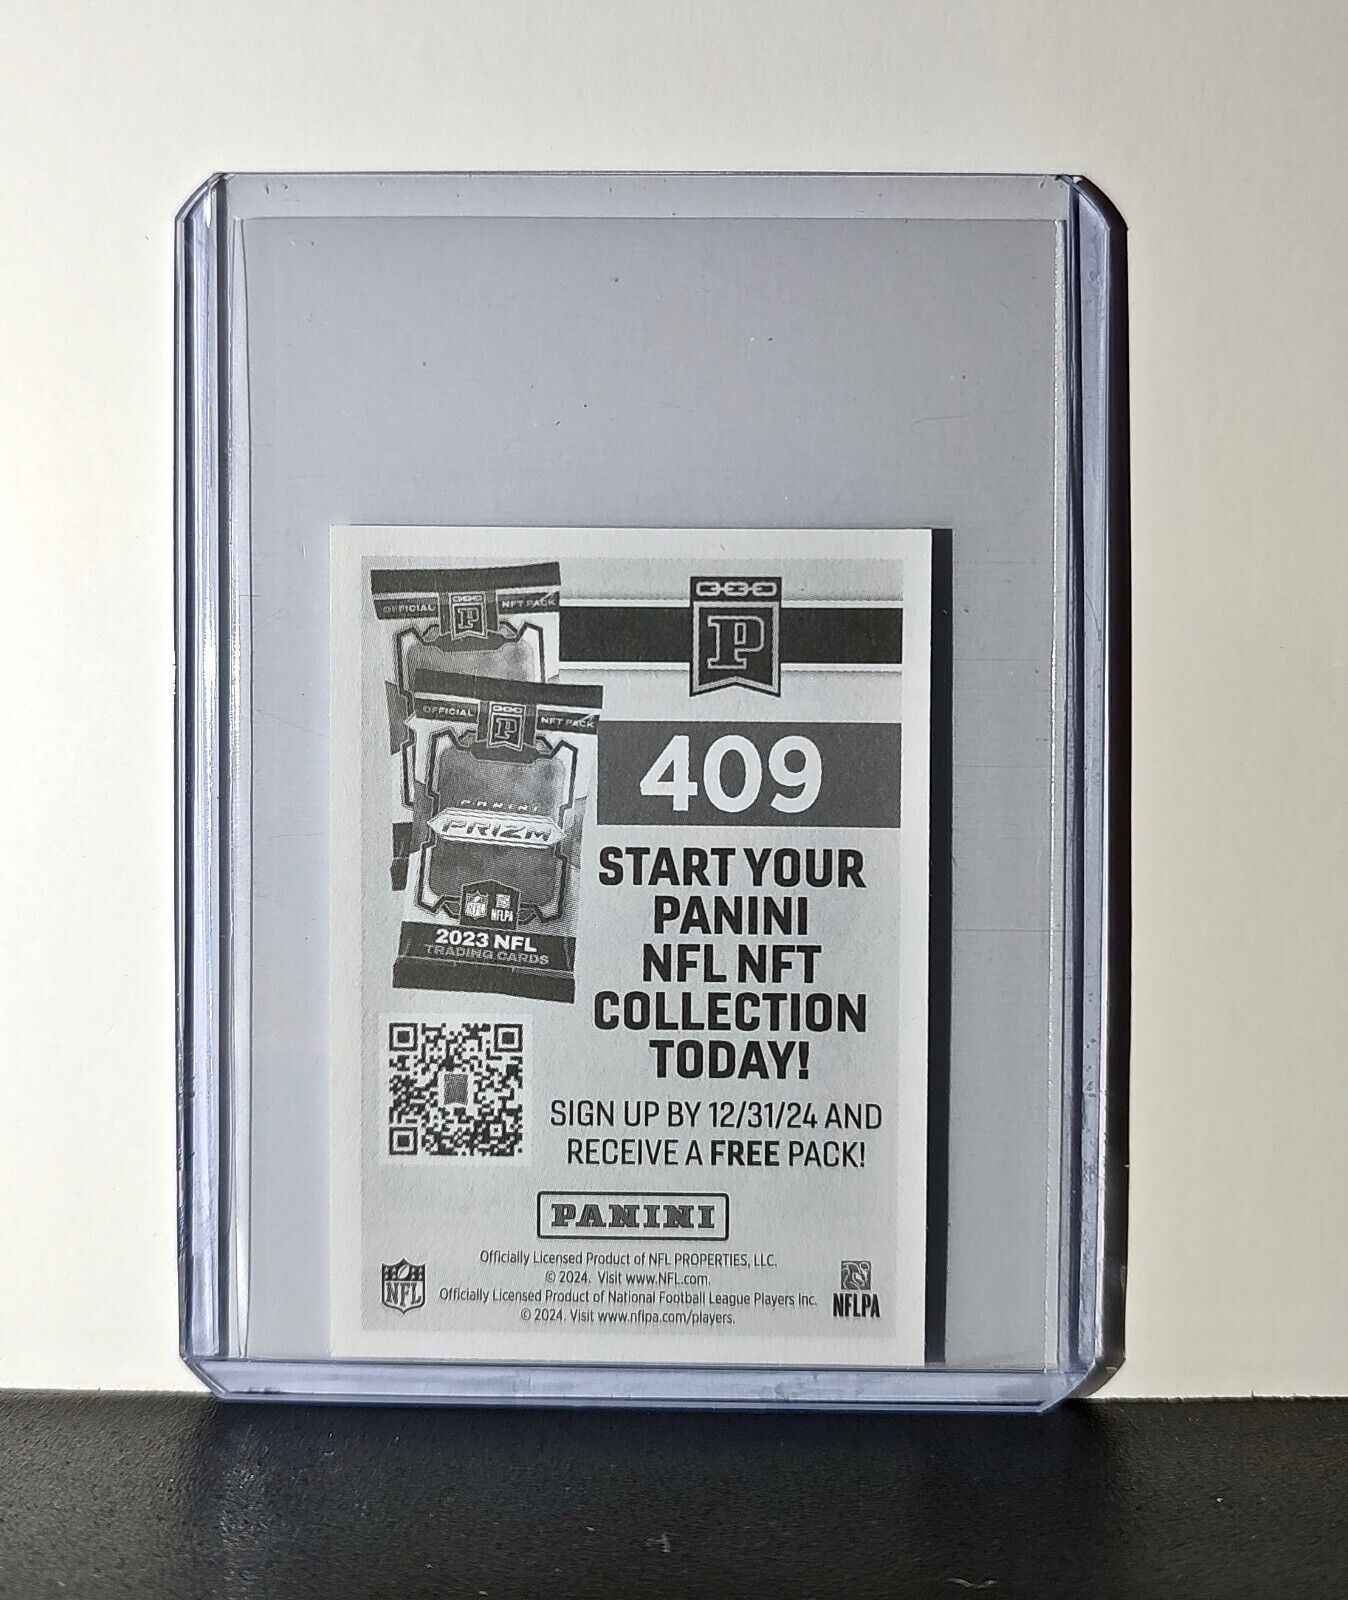 OFFICIAL
P
NFT PACK
P
OFFICIAL
P
NFT PACK
409
PANINI
PRIZM
NFL
NFLPA
2023 NFL
TRADING CARDS
START YOUR
PANINI
NFL NFT
COLLECTION
TODAY!
SIGN UP BY 12/31/24 AND
RECEIVE A FREE PACK!
PANINI
Officially Licensed Product of NFL PROPERTIES, LLC.
© 2024. Visit www.NFL.com.
Officially Licensed Product of National Football League Players Inc.
© 2024. Visit www.nflpa.com/players.
NFL
NFLPA